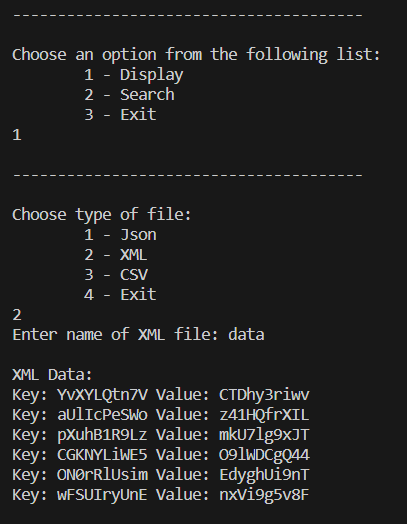 ---------------------------------------
Choose an option from the following list:
1 - Display
2 - Search
3 - Exit
1
---------------------------------------
Choose type of file:
1 - Json
2 - XML
3 - CSV
4 - Exit
2
Enter name of XML file: data
XML Data:
Key: YvXYLQtn7V Value: CTDhy3riwv
Key: aUlIcPeSWo Value: z41HQfrXIL
Key: pXuhB1R9Lz Value: mkU7lg9xJT
Key: CGKNYLiWE5 Value: O9lWDCgQ44
Key: ON0rRlUsim Value: EdyghUi9nT
Key: wFSUIryUnE Value: nxVi9g5v8F